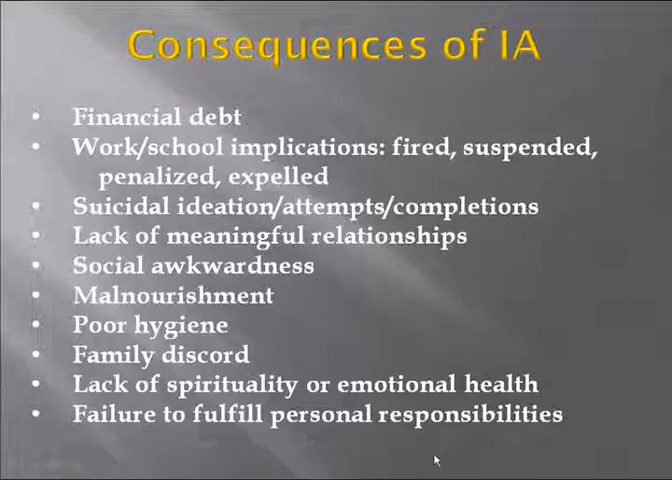 Consequences of IA
• Financial debt
• Work/school implications: fired, suspended,
penalized, expelled
• Suicidal ideation/attempts/completions
• Lack of meaningful relationships
• Social awkwardness
• Malnourishment
• Poor hygiene
• Family discord
• Lack of spirituality or emotional health
• Failure to fulfill personal responsibilities